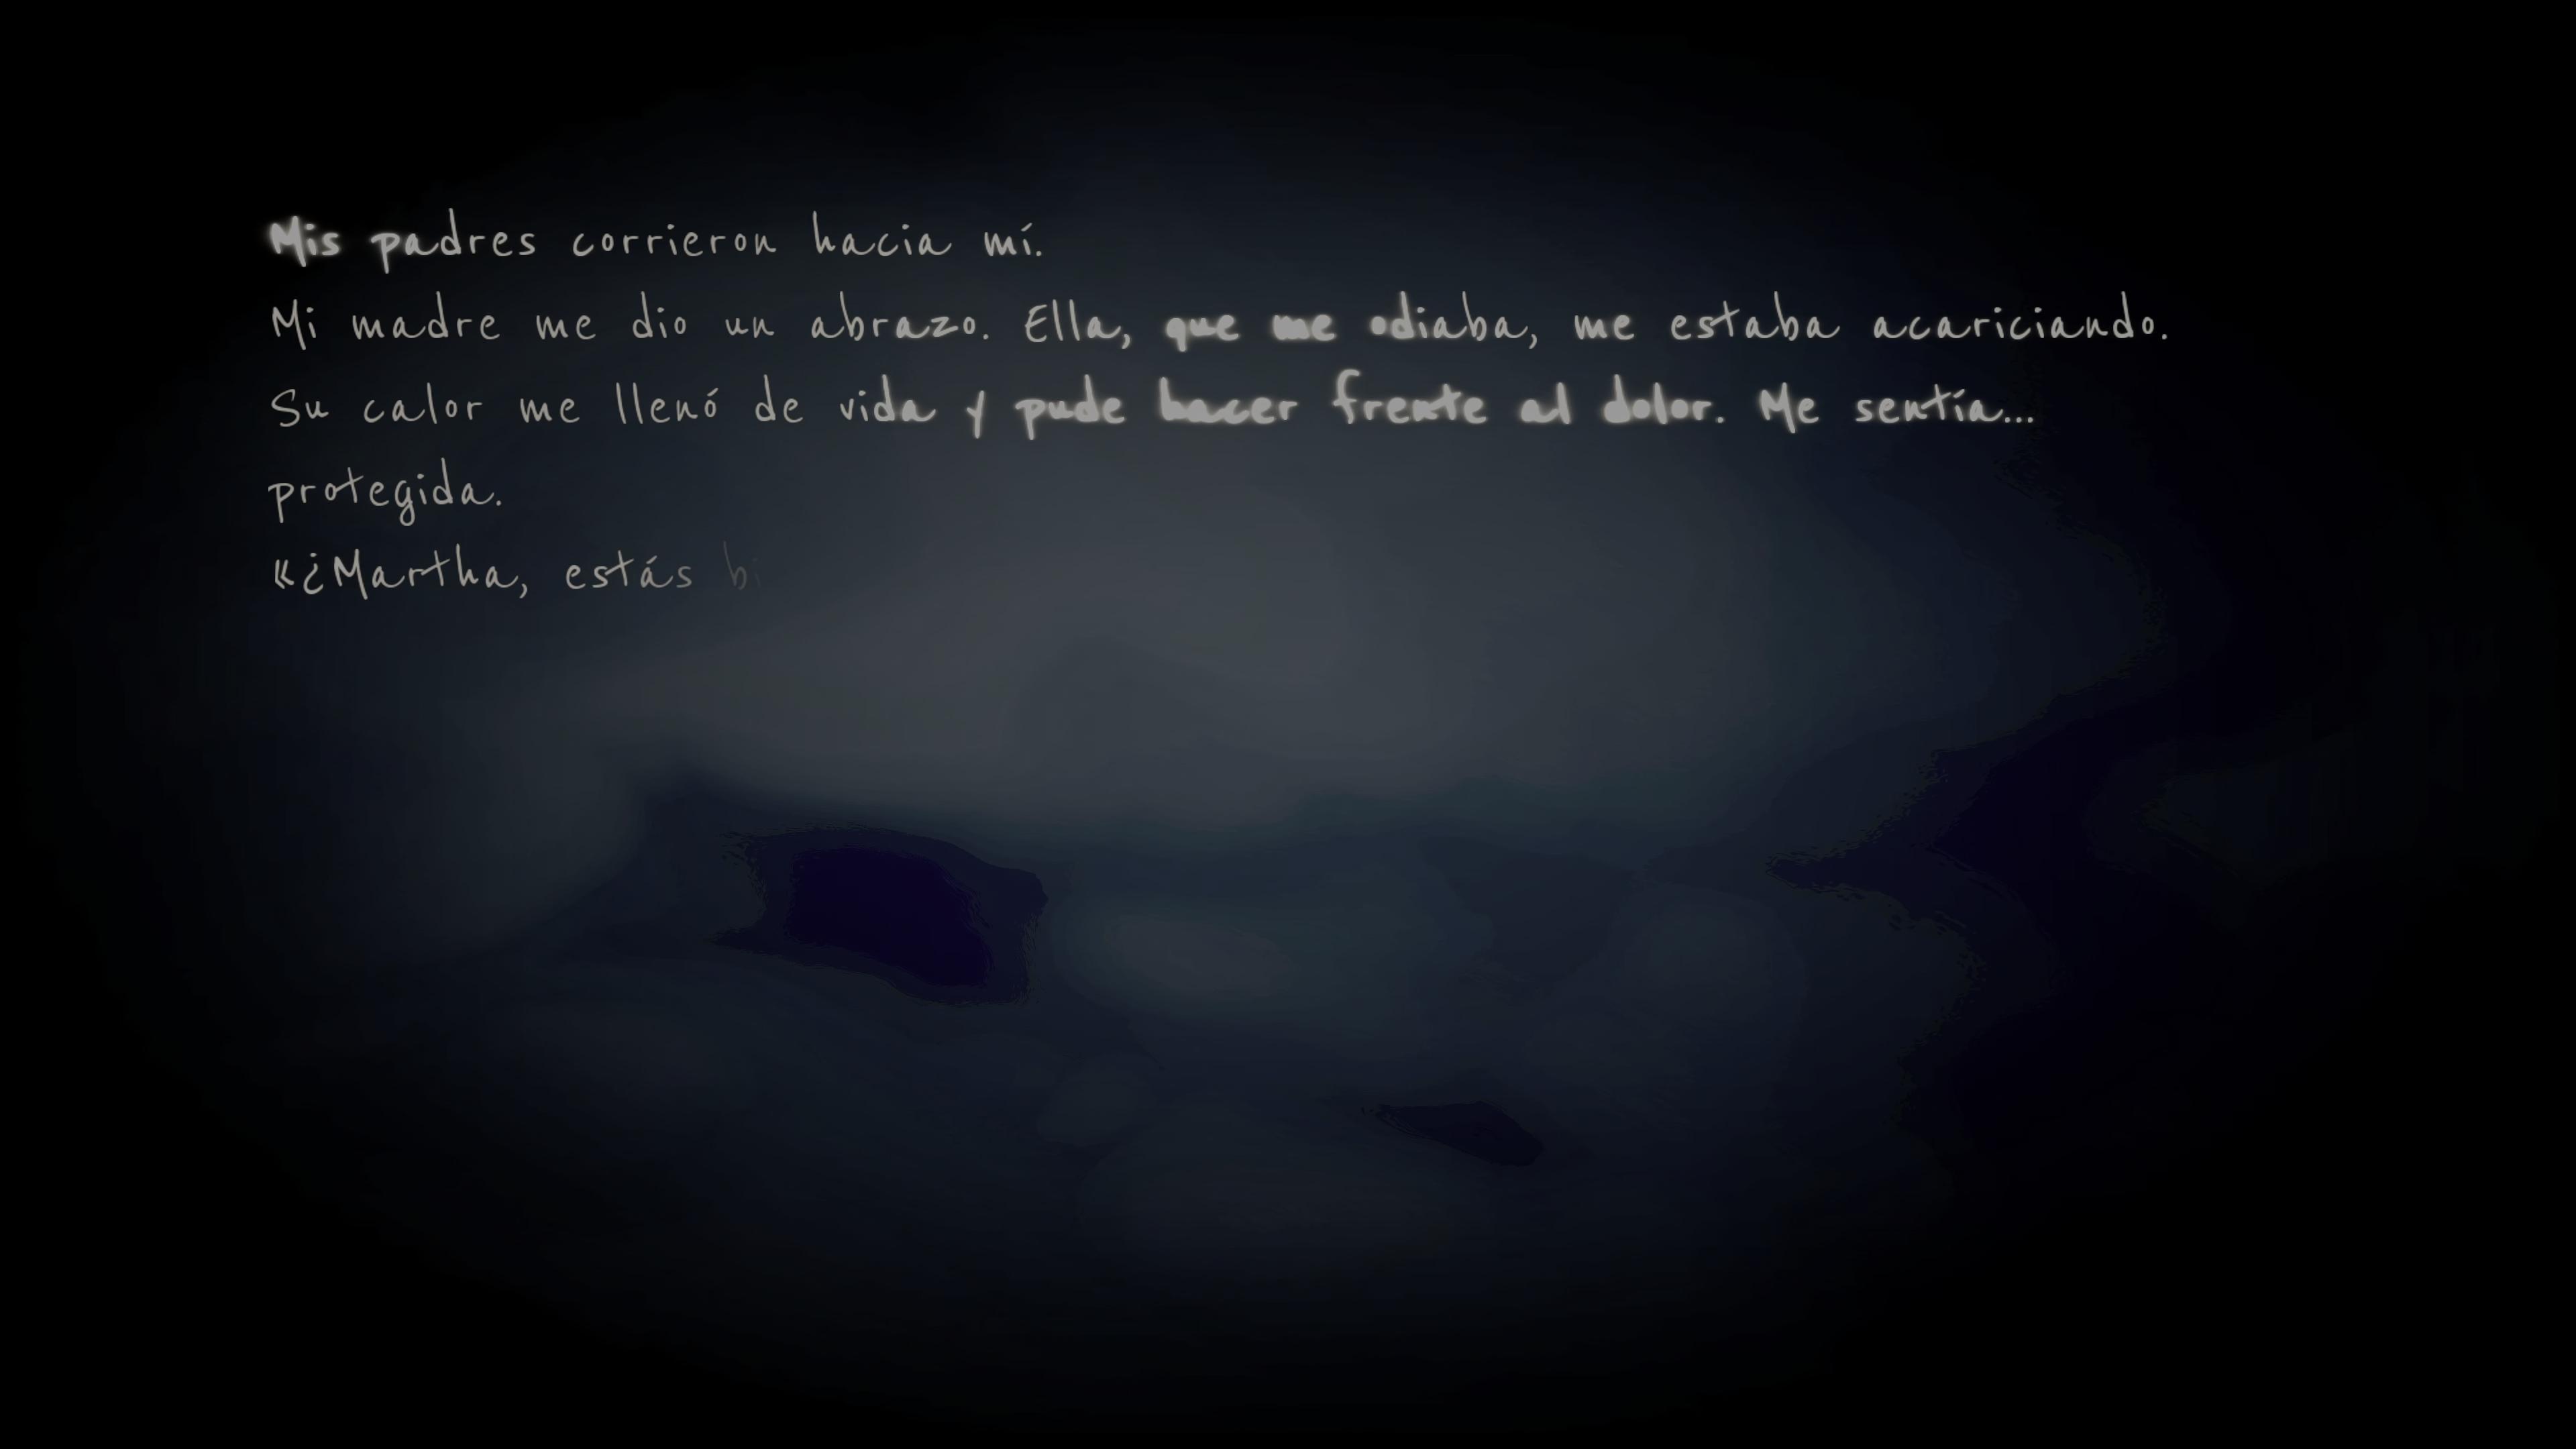 Mis padres corrieron hacia mí.
Mi madre me dio un abrazo. Ella, que me odiaba, me estaba acariciando.
Su calor me llenó de vida y pude hacer frente al dolor. Me sentía...
protegida.
«¿Martha, estás bi